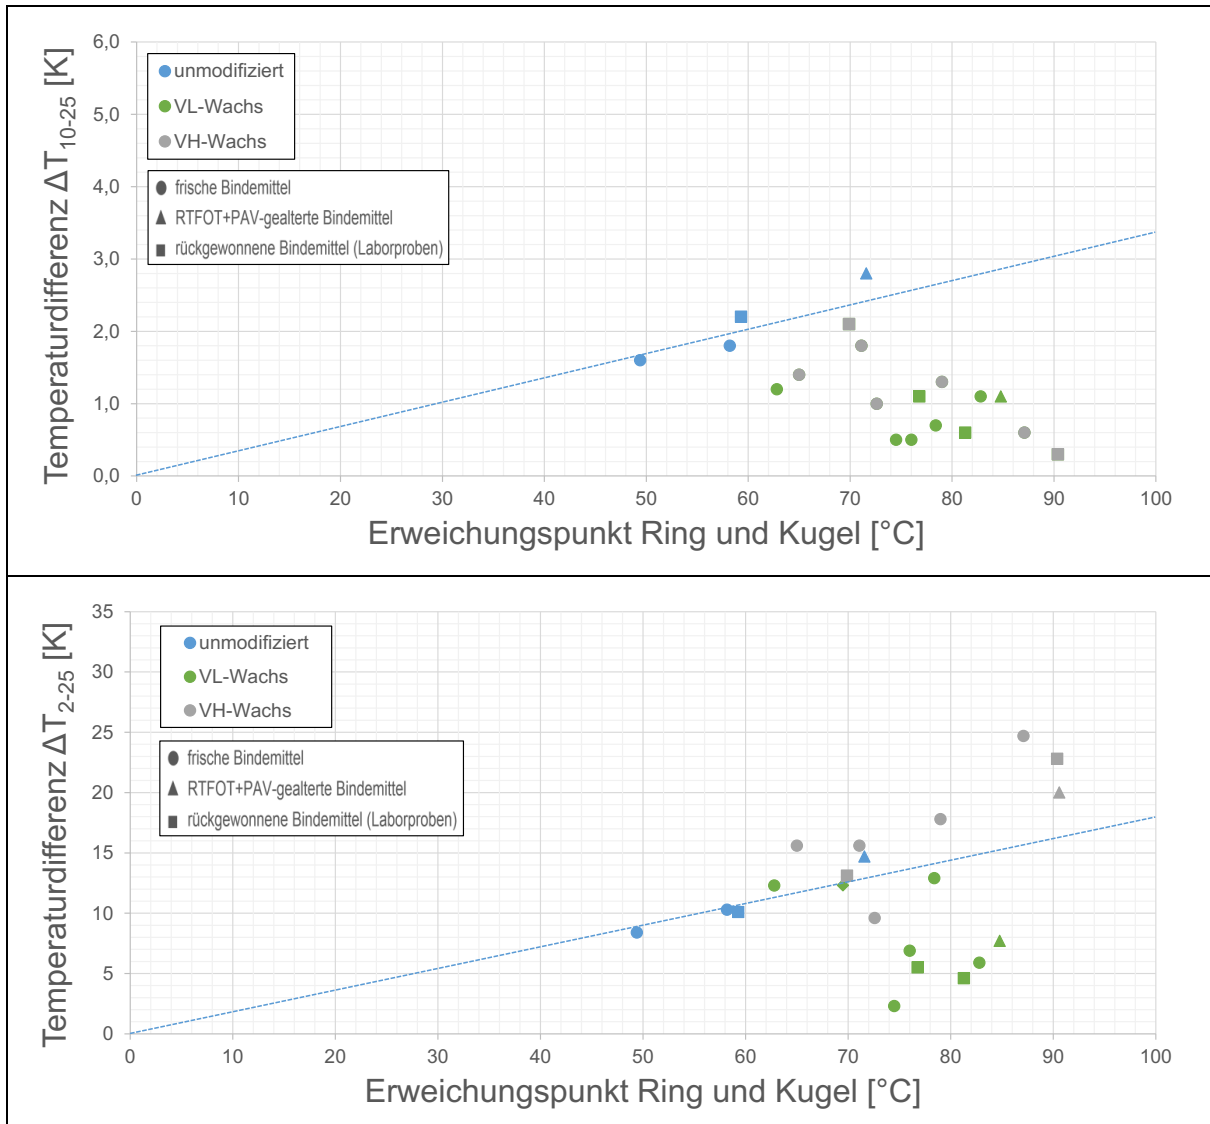 Temperaturdifferenz ΔT10-25 [K]
6,0
5,0
4,0
3,0
2,0
1,0
0,0
unmodifiziert
VL-Wachs
VH-Wachs
frische Bindemittel
RTFOT+PAV-gealterte Bindemittel
rückgewonnene Bindemittel (Laborproben)
0 10 20 30 40 50 60 70 80 90 100
Erweichungspunkt Ring und Kugel [°C]
Temperaturdifferenz ΔT2-25 [K]
35
30
25
20
15
10
5
0
unmodifiziert
VL-Wachs
VH-Wachs
frische Bindemittel
RTFOT+PAV-gealterte Bindemittel
rückgewonnene Bindemittel (Laborproben)
0 10 20 30 40 50 60 70 80 90 100
Erweichungspunkt Ring und Kugel [°C]